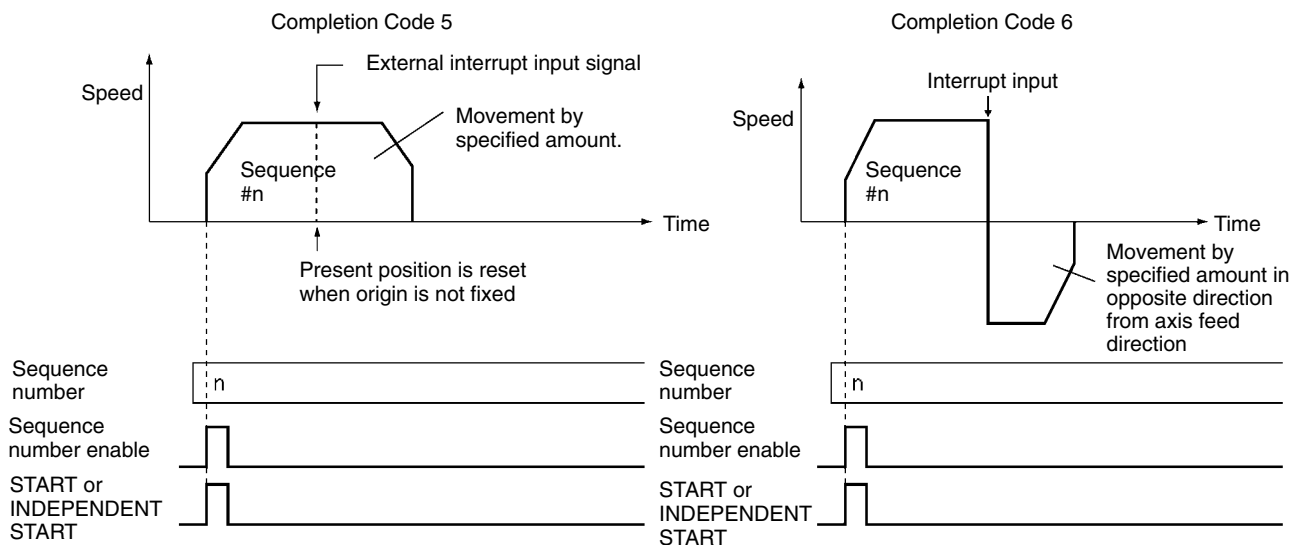 Completion Code 5
External interrupt input signal
Speed
Movement by
specified amount.
Sequence
#n
Time
Present position is reset
when origin is not fixed
Sequence
number
n
Sequence
number enable
START or
INDEPENDENT
START
Completion Code 6
Interrupt input
Speed
Sequence
#n
Time
Movement by
specified amount in
opposite direction
from axis feed
direction
Sequence
number
n
Sequence
number enable
START or
INDEPENDENT
START